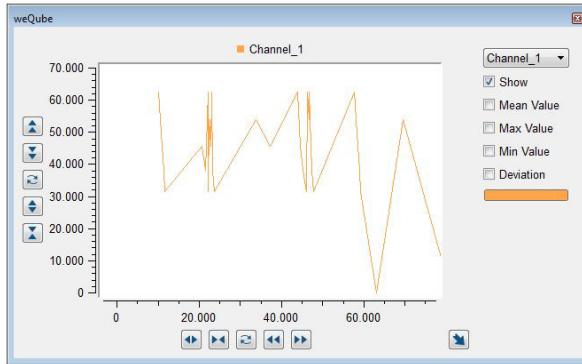 weQube
Channel_1
70.000
60.000
50.000
40.000
30.000
20.000
10.000
0
0
20.000
40.000
60.000
Channel_1
Show
Mean Value
Max Value
Min Value
Deviation